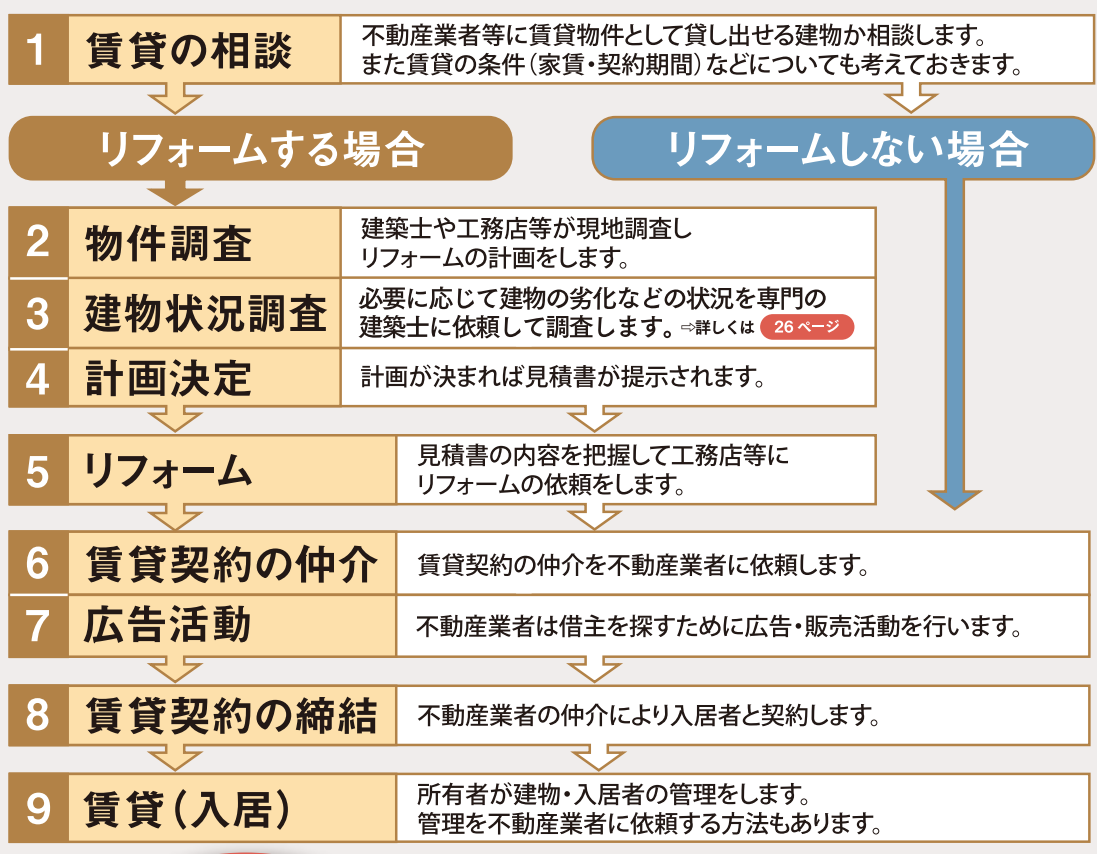 1 賃貸の相談
不動産業者等に賃貸物件として貸し出せる建物か相談します。
また賃貸の条件(家賃・契約期間)などについても考えておきます。
リフォームする場合
リフォームしない場合
2 物件調査
建築士や工務店等が現地調査し
リフォームの計画をします。
3 建物状況調査
必要に応じて建物の劣化などの状況を専門の
建築士に依頼して調査します。⇨詳しくは 26ページ
4 計画決定
計画が決まれば見積書が提示されます。
5 リフォーム
見積書の内容を把握して工務店等に
リフォームの依頼をします。
6 賃貸契約の仲介
賃貸契約の仲介を不動産業者に依頼します。
7 広告活動
不動産業者は借主を探すために広告・販売活動を行います。
8 賃貸契約の締結
不動産業者の仲介により入居者と契約します。
9 賃貸(入居)
所有者が建物・入居者の管理をします。
管理を不動産業者に依頼する方法もあります。